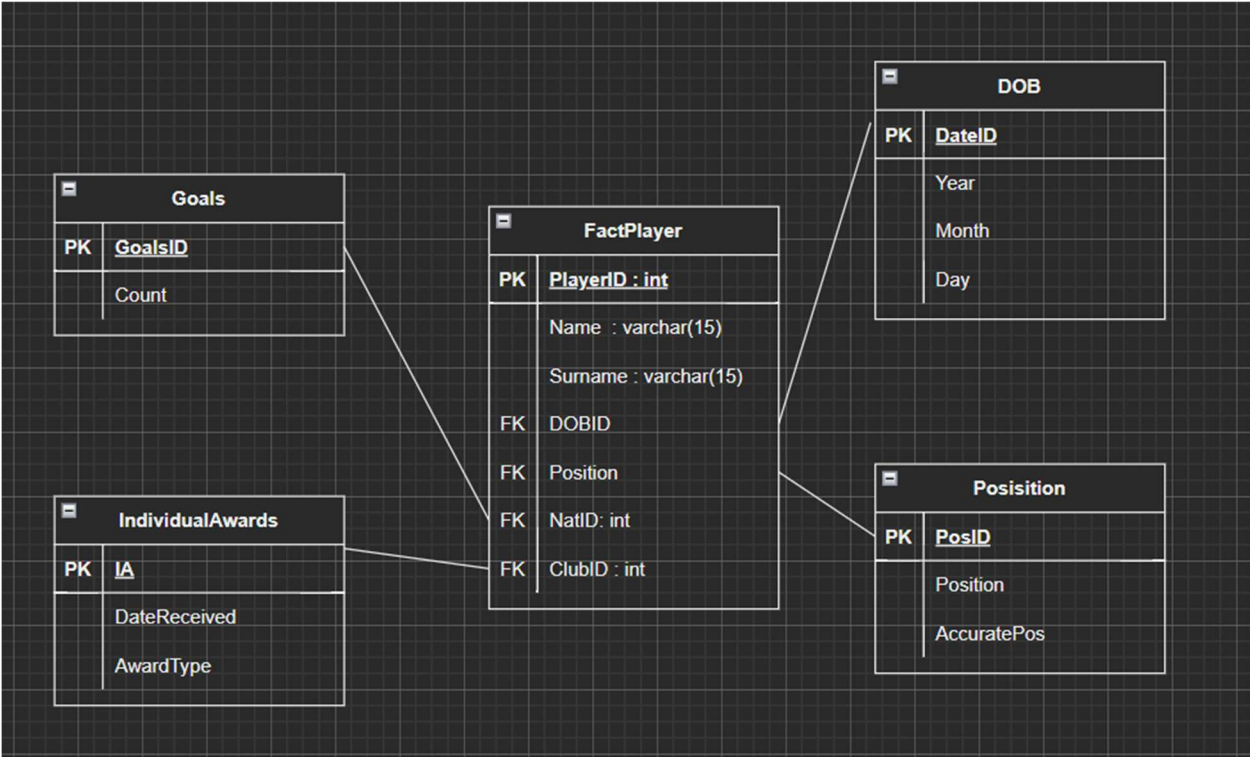 Goals
PK GoalsID
Count
IndividualAwards
PK IA
DateReceived
AwardType
FactPlayer
PK PlayerID : int
Name : varchar(15)
Surname : varchar(15)
FK DOBID
FK Position
FK NatID: int
FK ClubID : int
DOB
PK DateID
Year
Month
Day
Posisition
PK PosID
Position
AccuratePos